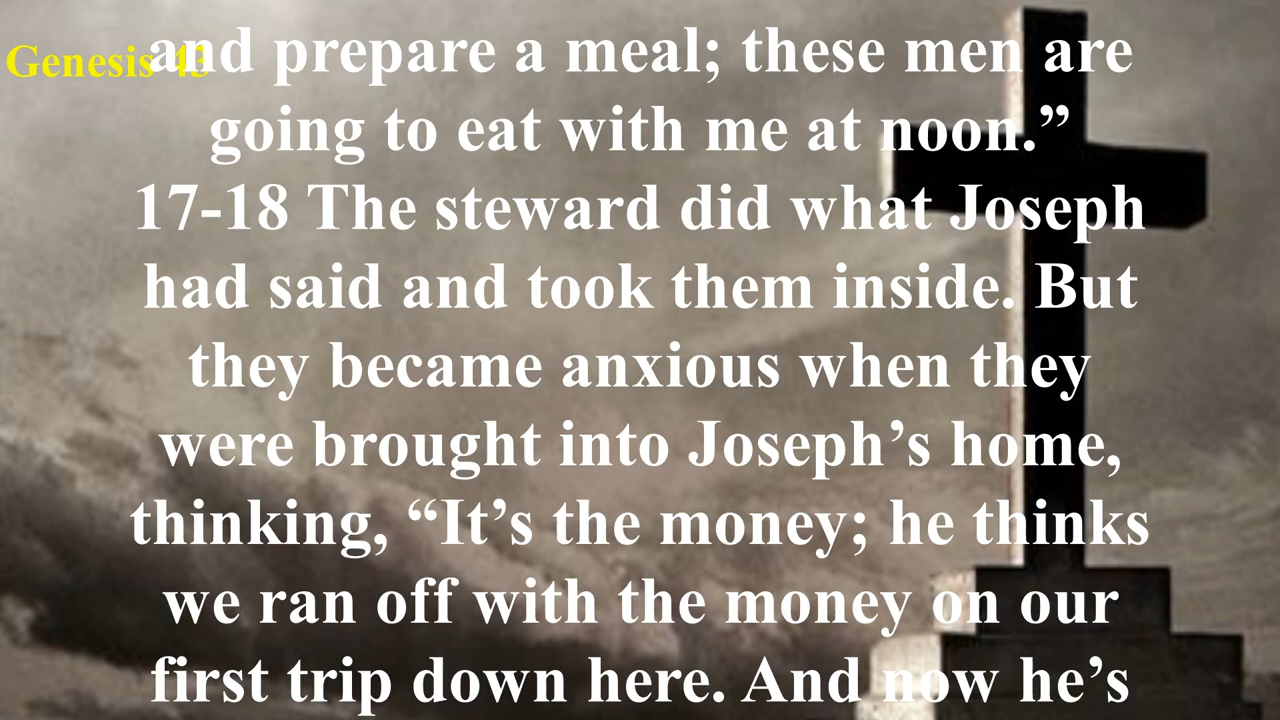 Genesis 43
and prepare a meal; these men are
going to eat with me at noon.”
17-18 The steward did what Joseph
had said and took them inside. But
they became anxious when they
were brought into Joseph’s home,
thinking, “It’s the money; he thinks
we ran off with the money on our
first trip down here. And now he’s